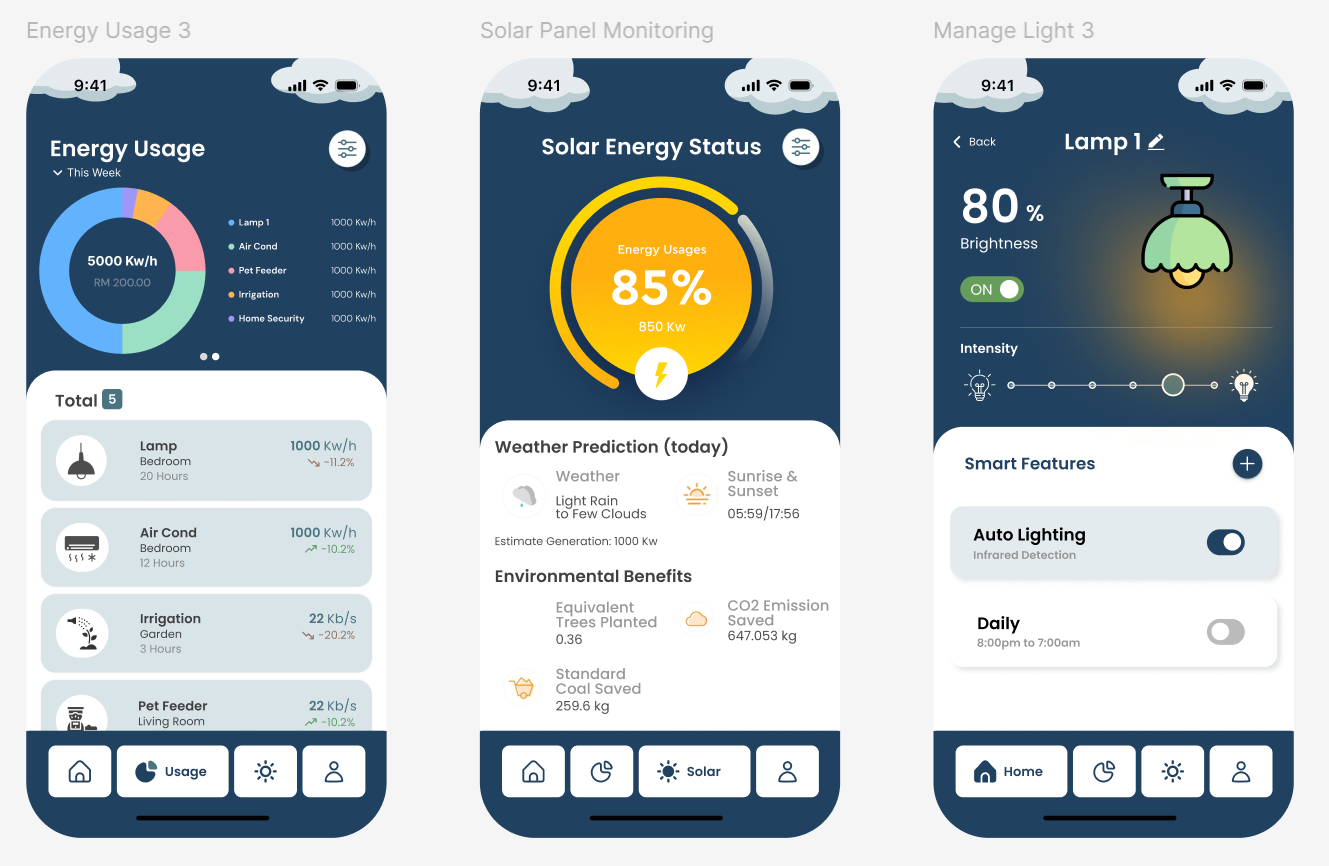 Energy Usage 3
9:41
Energy Usage
This Week
5000 Kw/h
RM 200.00
Lamp 1 1000 Kw/h
Air Cond 1000 Kw/h
Pet Feeder 1000 Kw/h
Irrigation 1000 Kw/h
Home Security 1000 Kw/h
Total 5
Lamp 1000 Kw/h
Bedroom -11.2%
20 Hours
Air Cond 1000 Kw/h
Bedroom -10.2%
12 Hours
Irrigation 22 Kb/s
Garden -20.2%
3 Hours
Pet Feeder 22 Kb/s
Living Room -10.2%
Usage
Solar Panel Monitoring
9:41
Solar Energy Status
Energy Usages
85%
850 Kw
Weather Prediction (today)
Weather
Light Rain
to Few Clouds
Sunrise &
Sunset
05:59/17:56
Estimate Generation: 1000 Kw
Environmental Benefits
Equivalent
Trees Planted
0.36
CO2 Emission
Saved
647.053 kg
Standard
Coal Saved
259.6 kg
Solar
Manage Light 3
9:41
Back
Lamp 1
80 %
Brightness
ON
Intensity
Smart Features
Auto Lighting
Infrared Detection
Daily
8:00pm to 7:00am
Home